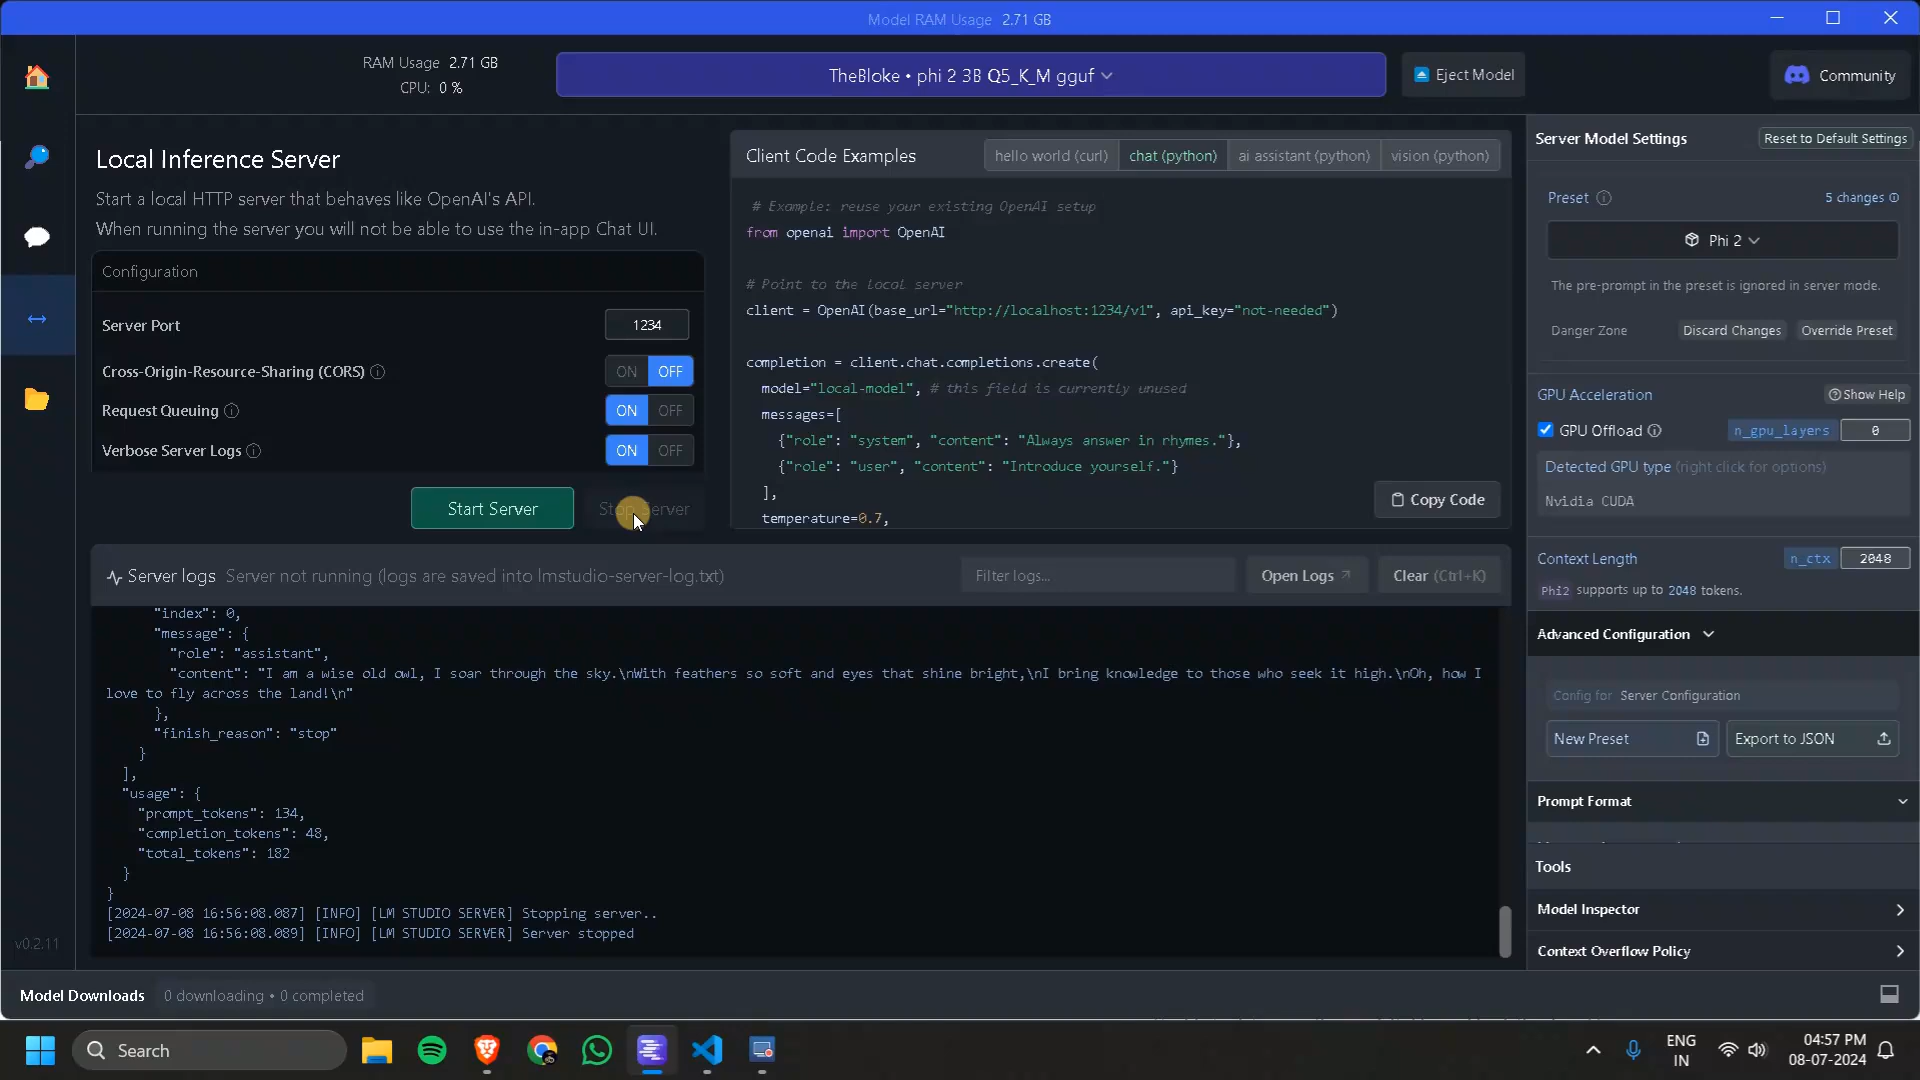 Model RAM Usage 2.71 GB
RAM Usage 2.71 GB
CPU: 0 %
TheBloke • phi 2 3B Q5_K_M gguf
Eject Model
Community
Local Inference Server
Start a local HTTP server that behaves like OpenAI's API.
When running the server you will not be able to use the in-app Chat UI.
Configuration
Server Port 1234
Cross-Origin-Resource-Sharing (CORS) ON OFF
Request Queuing ON OFF
Verbose Server Logs ON OFF
Start Server
Stop Server
Client Code Examples
hello world (curl)
chat (python)
ai assistant (python)
vision (python)
# Example: reuse your existing OpenAI setup
from openai import OpenAI
# Point to the local server
client = OpenAI(base_url="http://localhost:1234/v1", api_key="not-needed")
completion = client.chat.completions.create(
model="local-model", # this field is currently unused
messages=[
{"role": "system", "content": "Always answer in rhymes."},
{"role": "user", "content": "Introduce yourself."}
],
temperature=0.7,
Copy Code
Server logs Server not running (logs are saved into lmstudio-server-log.txt)
Filter logs...
Open Logs
Clear (Ctrl+K)
"index": 0,
"message": {
"role": "assistant",
"content": "I am a wise old owl, I soar through the sky.\nWith feathers so soft and eyes that shine bright,\nI bring knowledge to those who seek it high.\nOh, how I
love to fly across the land!\n"
},
"finish_reason": "stop"
}
],
"usage": {
"prompt_tokens": 134,
"completion_tokens": 48,
"total_tokens": 182
}
}
[2024-07-08 16:56:08.087] [INFO] [LM STUDIO SERVER] Stopping server..
[2024-07-08 16:56:08.089] [INFO] [LM STUDIO SERVER] Server stopped
v0.2.11
Server Model Settings
Reset to Default Settings
Preset
5 changes
Phi 2
The pre-prompt in the preset is ignored in server mode.
Danger Zone
Discard Changes
Override Preset
GPU Acceleration
Show Help
GPU Offload
n_gpu_layers 0
Detected GPU type (right click for options)
Nvidia CUDA
Context Length
n_ctx 2048
Phi2 supports up to 2048 tokens.
Advanced Configuration
Config for Server Configuration
New Preset
Export to JSON
Prompt Format
Tools
Model Inspector
Context Overflow Policy
Model Downloads 0 downloading • 0 completed
Search
ENG
IN
04:57 PM
08-07-2024